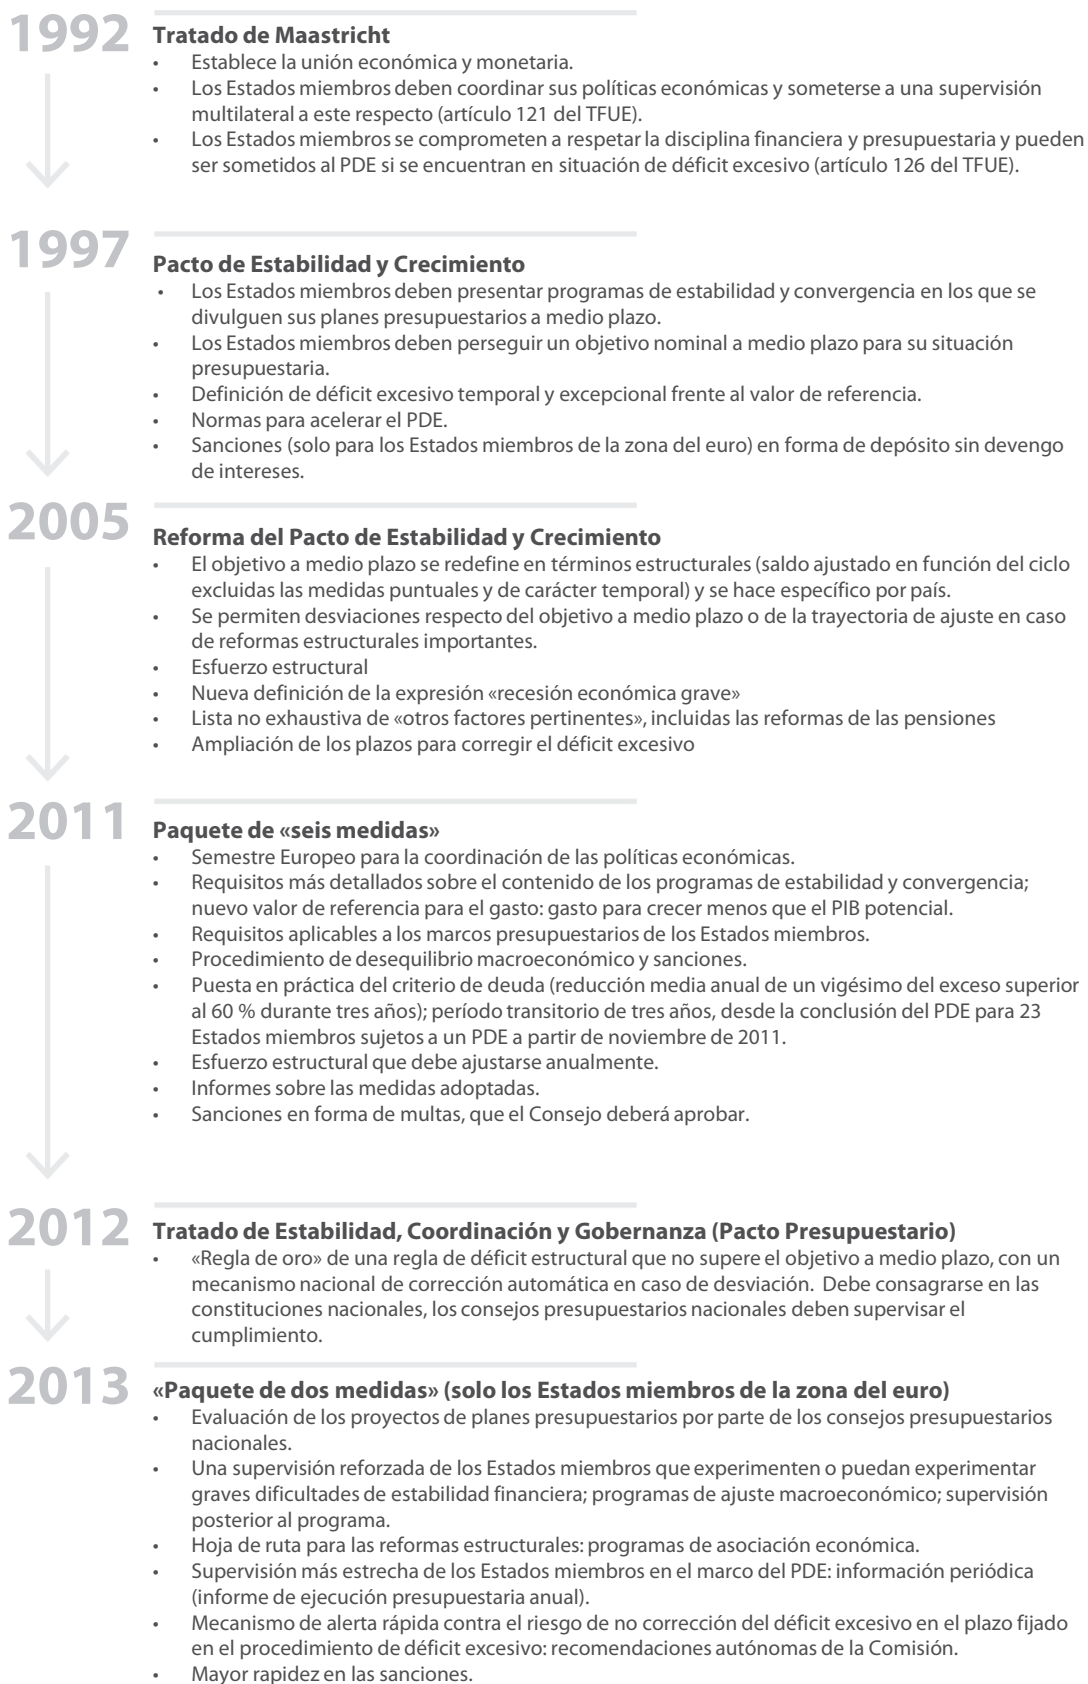 1992
Tratado de Maastricht
• Establece la unión económica y monetaria.
• Los Estados miembros deben coordinar sus políticas económicas y someterse a una supervisión
multilateral a este respecto (artículo 121 del TFUE).
• Los Estados miembros se comprometen a respetar la disciplina financiera y presupuestaria y pueden
ser sometidos al PDE si se encuentran en situación de déficit excesivo (artículo 126 del TFUE).
1997
Pacto de Estabilidad y Crecimiento
• Los Estados miembros deben presentar programas de estabilidad y convergencia en los que se
divulguen sus planes presupuestarios a medio plazo.
• Los Estados miembros deben perseguir un objetivo nominal a medio plazo para su situación
presupuestaria.
• Definición de déficit excesivo temporal y excepcional frente al valor de referencia.
• Normas para acelerar el PDE.
• Sanciones (solo para los Estados miembros de la zona del euro) en forma de depósito sin devengo
de intereses.
2005
Reforma del Pacto de Estabilidad y Crecimiento
• El objetivo a medio plazo se redefine en términos estructurales (saldo ajustado en función del ciclo
excluidas las medidas puntuales y de carácter temporal) y se hace específico por país.
• Se permiten desviaciones respecto del objetivo a medio plazo o de la trayectoria de ajuste en caso
de reformas estructurales importantes.
• Esfuerzo estructural
• Nueva definición de la expresión «recesión económica grave»
• Lista no exhaustiva de «otros factores pertinentes», incluidas las reformas de las pensiones
• Ampliación de los plazos para corregir el déficit excesivo
2011
Paquete de «seis medidas»
• Semestre Europeo para la coordinación de las políticas económicas.
• Requisitos más detallados sobre el contenido de los programas de estabilidad y convergencia;
nuevo valor de referencia para el gasto: gasto para crecer menos que el PIB potencial.
• Requisitos aplicables a los marcos presupuestarios de los Estados miembros.
• Procedimiento de desequilibrio macroeconómico y sanciones.
• Puesta en práctica del criterio de deuda (reducción media anual de un vigésimo del exceso superior
al 60 % durante tres años); período transitorio de tres años, desde la conclusión del PDE para 23
Estados miembros sujetos a un PDE a partir de noviembre de 2011.
• Esfuerzo estructural que debe ajustarse anualmente.
• Informes sobre las medidas adoptadas.
• Sanciones en forma de multas, que el Consejo deberá aprobar.
2012
Tratado de Estabilidad, Coordinación y Gobernanza (Pacto Presupuestario)
• «Regla de oro» de una regla de déficit estructural que no supere el objetivo a medio plazo, con un
mecanismo nacional de corrección automática en caso de desviación. Debe consagrarse en las
constituciones nacionales, los consejos presupuestarios nacionales deben supervisar el
cumplimiento.
2013
«Paquete de dos medidas» (solo los Estados miembros de la zona del euro)
• Evaluación de los proyectos de planes presupuestarios por parte de los consejos presupuestarios
nacionales.
• Una supervisión reforzada de los Estados miembros que experimenten o puedan experimentar
graves dificultades de estabilidad financiera; programas de ajuste macroeconómico; supervisión
posterior al programa.
• Hoja de ruta para las reformas estructurales: programas de asociación económica.
• Supervisión más estrecha de los Estados miembros en el marco del PDE: información periódica
(informe de ejecución presupuestaria anual).
• Mecanismo de alerta rápida contra el riesgo de no corrección del déficit excesivo en el plazo fijado
en el procedimiento de déficit excesivo: recomendaciones autónomas de la Comisión.
• Mayor rapidez en las sanciones.